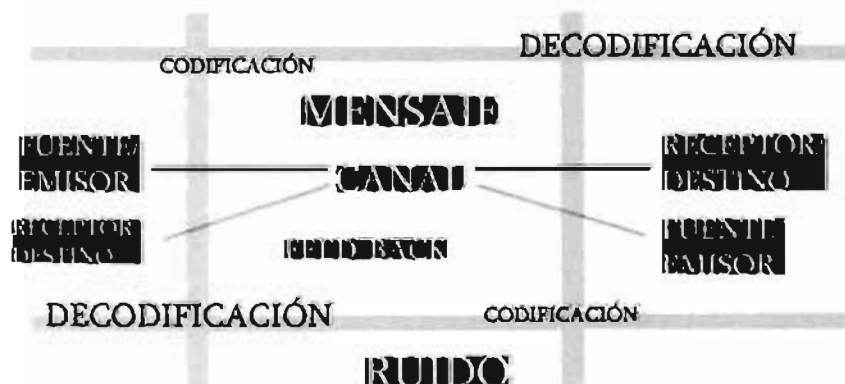 DECODIFICACIÓN
CODIFICACIÓN
MENSAJE
FUENTE/
EMISOR
CANAL
RECEPTOR/
DESTINO
RECEPTOR
DESTINO
FEED-BACK
FUENTE/
EMISOR
DECODIFICACIÓN
CODIFICACIÓN
RUIDO